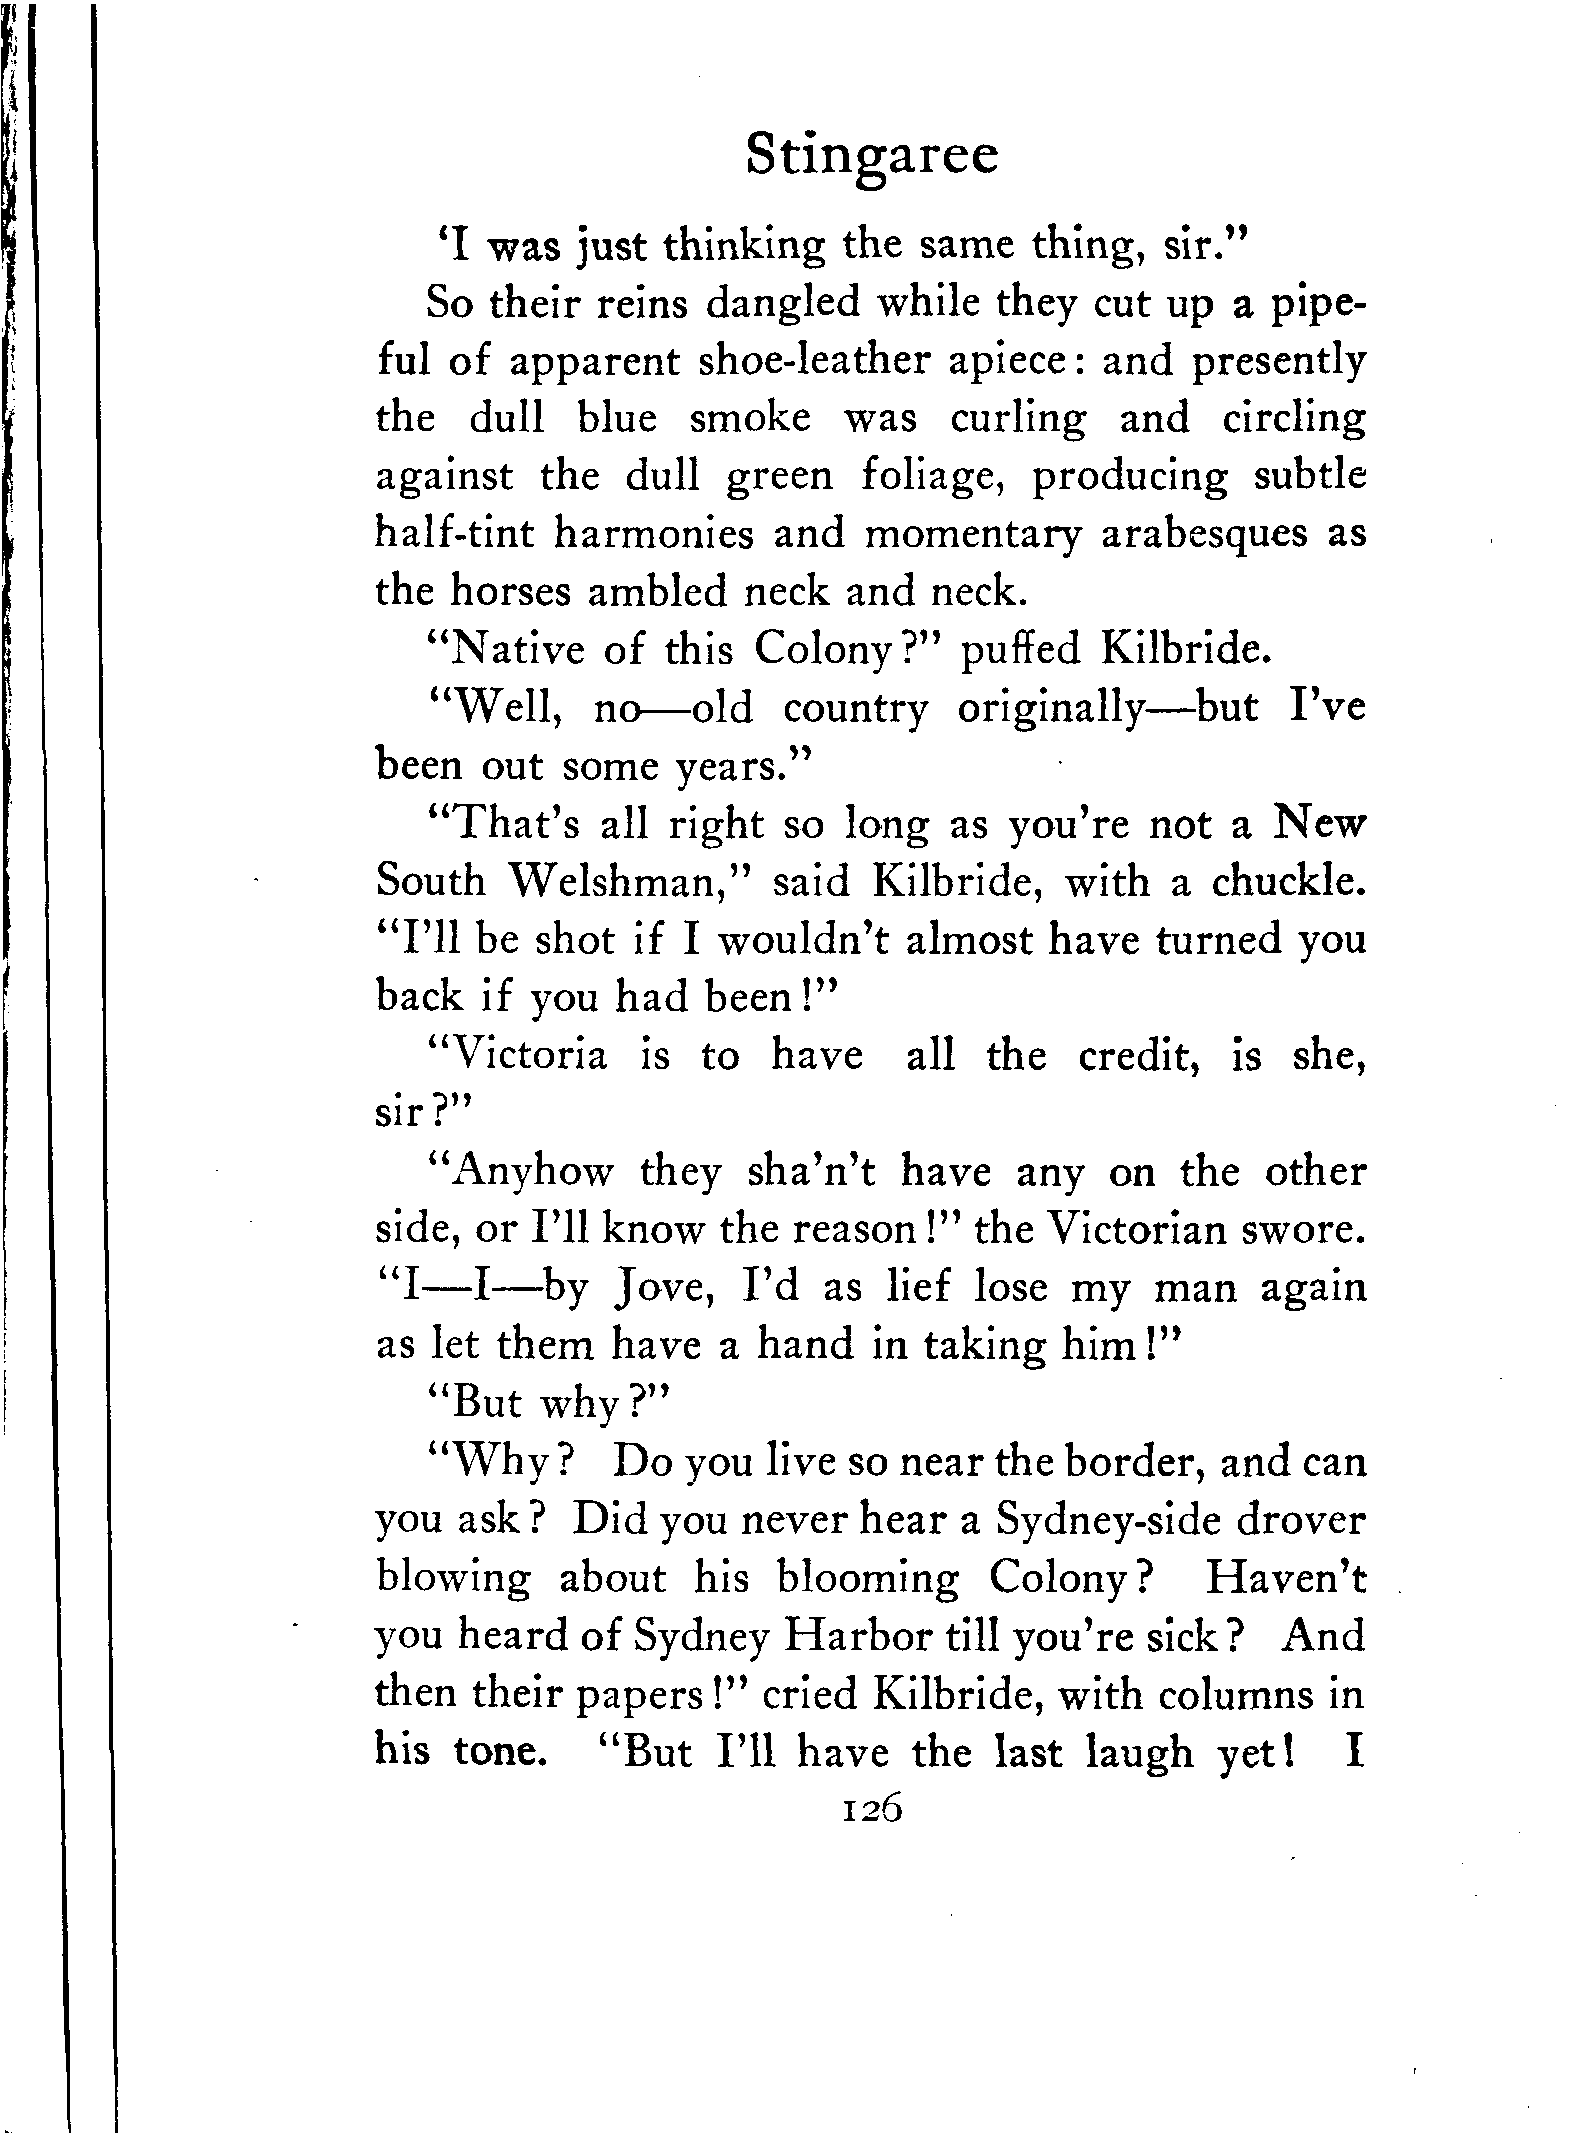 Stingaree
‘I was just thinking the same thing, sir.”
So their reins dangled while they cut up a pipe-
ful of apparent shoe-leather apiece: and presently
the dull blue smoke was curling and circling
against the dull green foliage, producing subtle
half-tint harmonies and momentary arabesques as
the horses ambled neck and neck.
“Native of this Colony?” puffed Kilbride.
“Well, no—old country originally—but I’ve
been out some years.”
“That’s all right so long as you’re not a New
South Welshman,” said Kilbride, with a chuckle.
“I’ll be shot if I wouldn’t almost have turned you
back if you had been!”
“Victoria is to have all the credit, is she,
sir?”
“Anyhow they sha’n’t have any on the other
side, or I’ll know the reason!” the Victorian swore.
“I—I—by Jove, I’d as lief lose my man again
as let them have a hand in taking him!”
“But why?”
“Why? Do you live so near the border, and can
you ask? Did you never hear a Sydney-side drover
blowing about his blooming Colony? Haven’t
you heard of Sydney Harbor till you’re sick? And
then their papers!” cried Kilbride, with columns in
his tone. “But I’ll have the last laugh yet! I
126